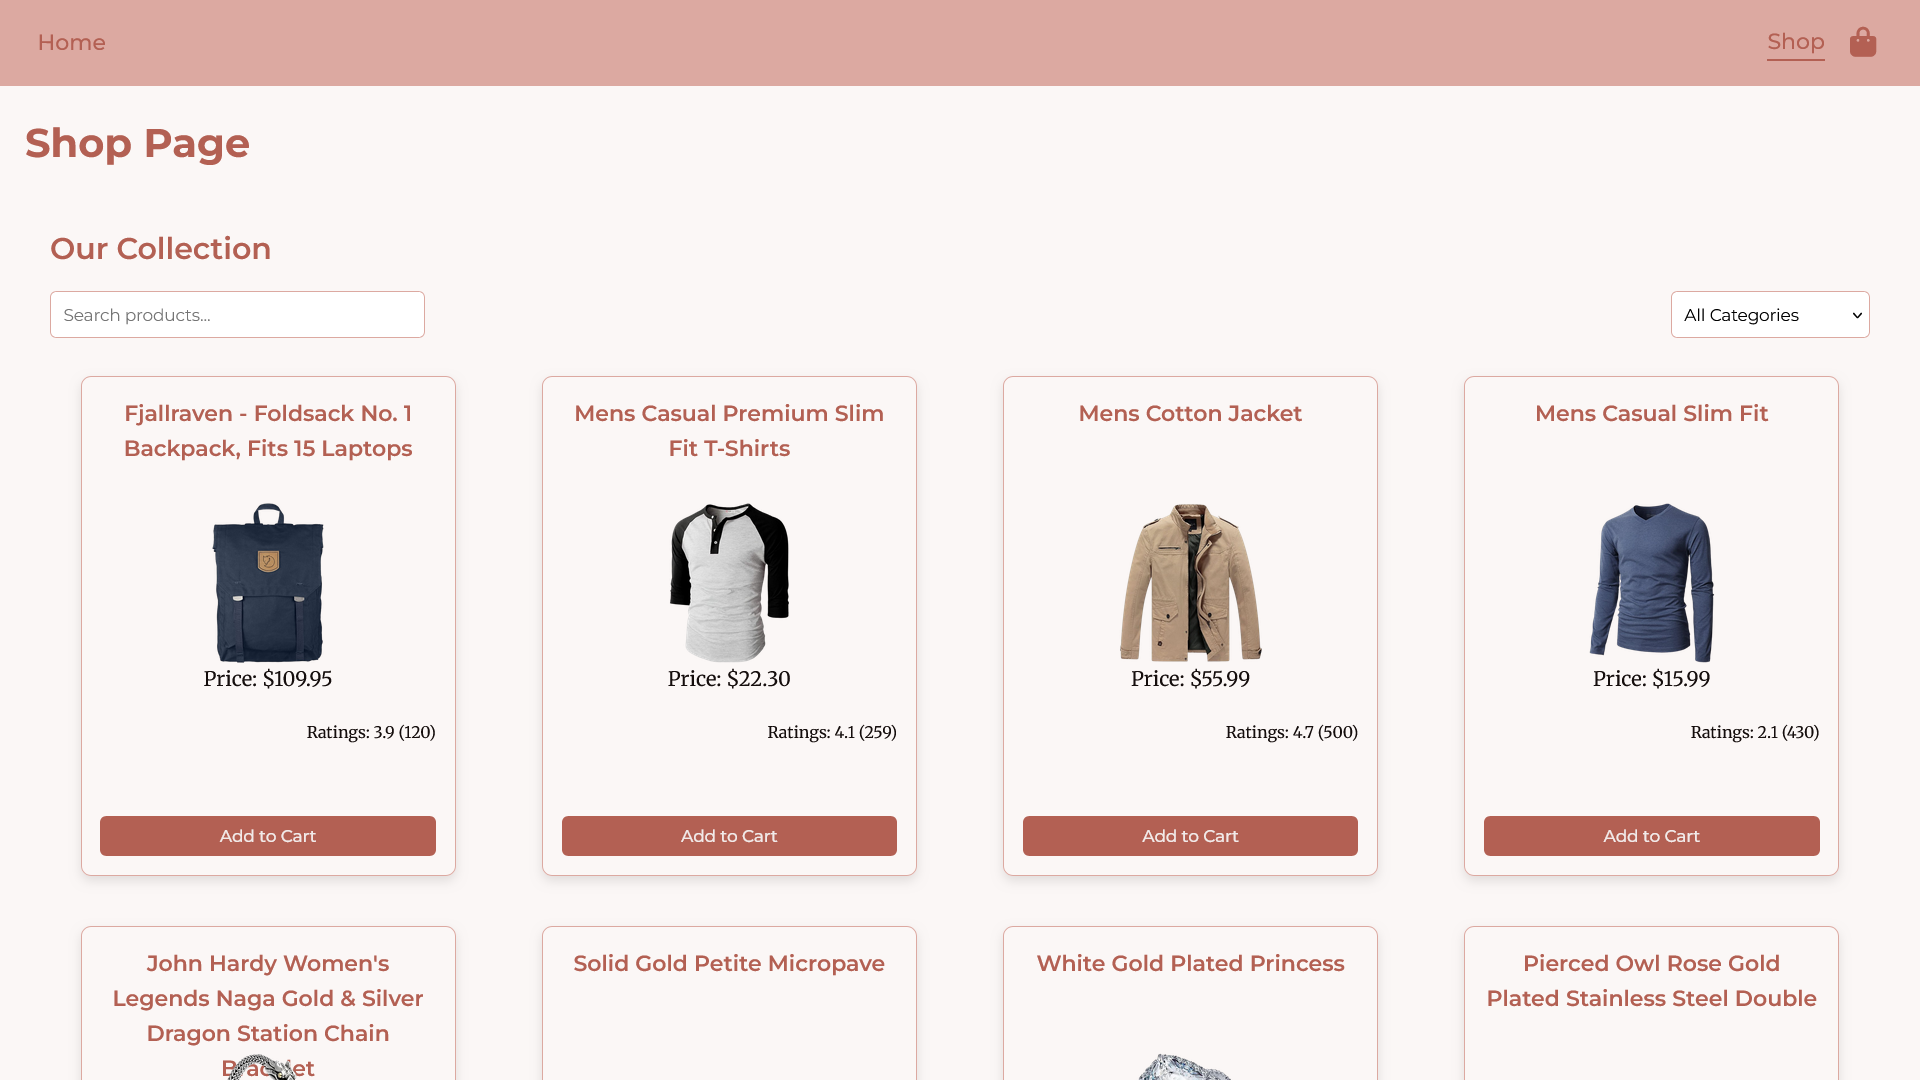 Home
Shop
Shop Page
Our Collection
Search products...
All Categories
Fjallraven - Foldsack No. 1
Backpack, Fits 15 Laptops
Price: $109.95
Ratings: 3.9 (120)
Add to Cart
Mens Casual Premium Slim
Fit T-Shirts
Price: $22.30
Ratings: 4.1 (259)
Add to Cart
Mens Cotton Jacket
Price: $55.99
Ratings: 4.7 (500)
Add to Cart
Mens Casual Slim Fit
Price: $15.99
Ratings: 2.1 (430)
Add to Cart
John Hardy Women's
Legends Naga Gold & Silver
Dragon Station Chain
Solid Gold Petite Micropave
White Gold Plated Princess
Pierced Owl Rose Gold
Plated Stainless Steel Double